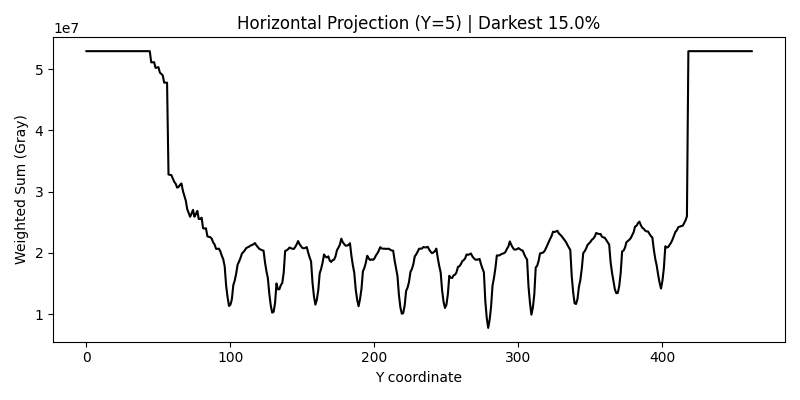 Horizontal Projection (Y=5) | Darkest 15.0%
1e7
5
4
3
2
1
Weighted Sum (Gray)
0 100 200 300 400
Y coordinate